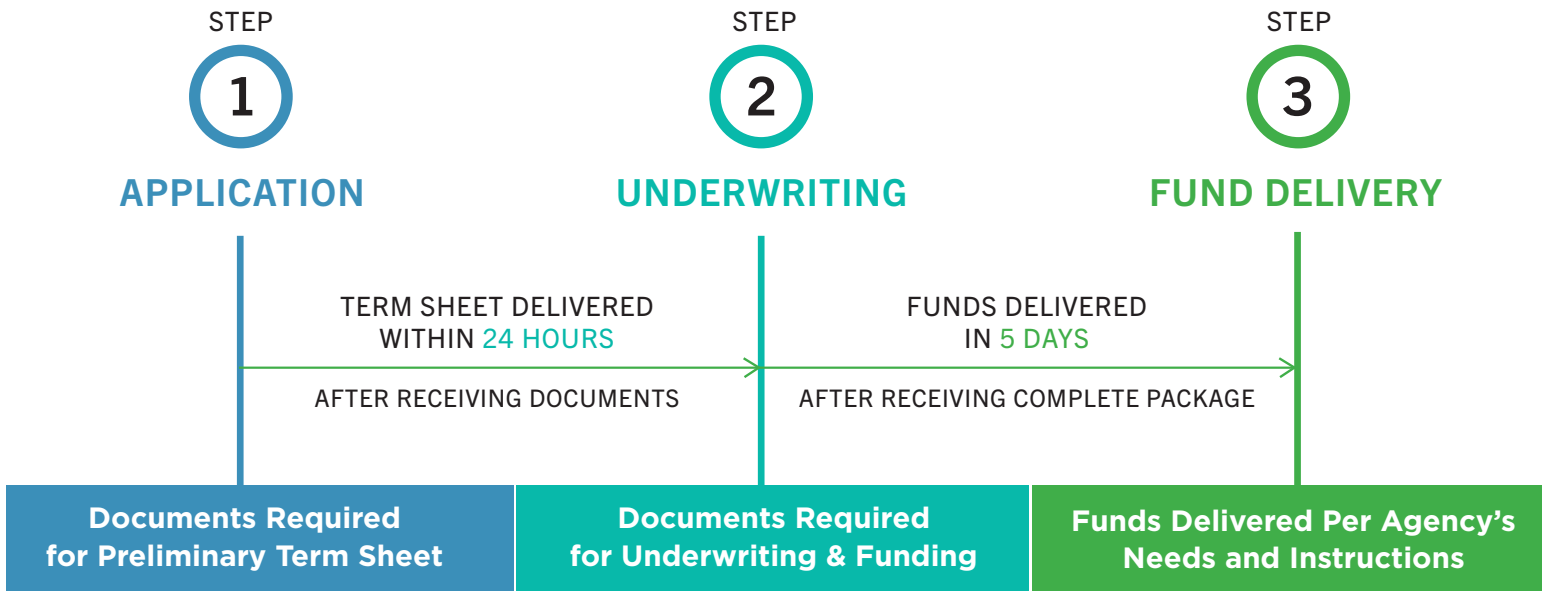 STEP
1
APPLICATION
STEP
2
UNDERWRITING
STEP
3
FUND DELIVERY
TERM SHEET DELIVERED
WITHIN 24 HOURS
AFTER RECEIVING DOCUMENTS
FUNDS DELIVERED
IN 5 DAYS
AFTER RECEIVING COMPLETE PACKAGE
Documents Required
for Preliminary Term Sheet
Documents Required
for Underwriting & Funding
Funds Delivered Per Agency’s
Needs and Instructions